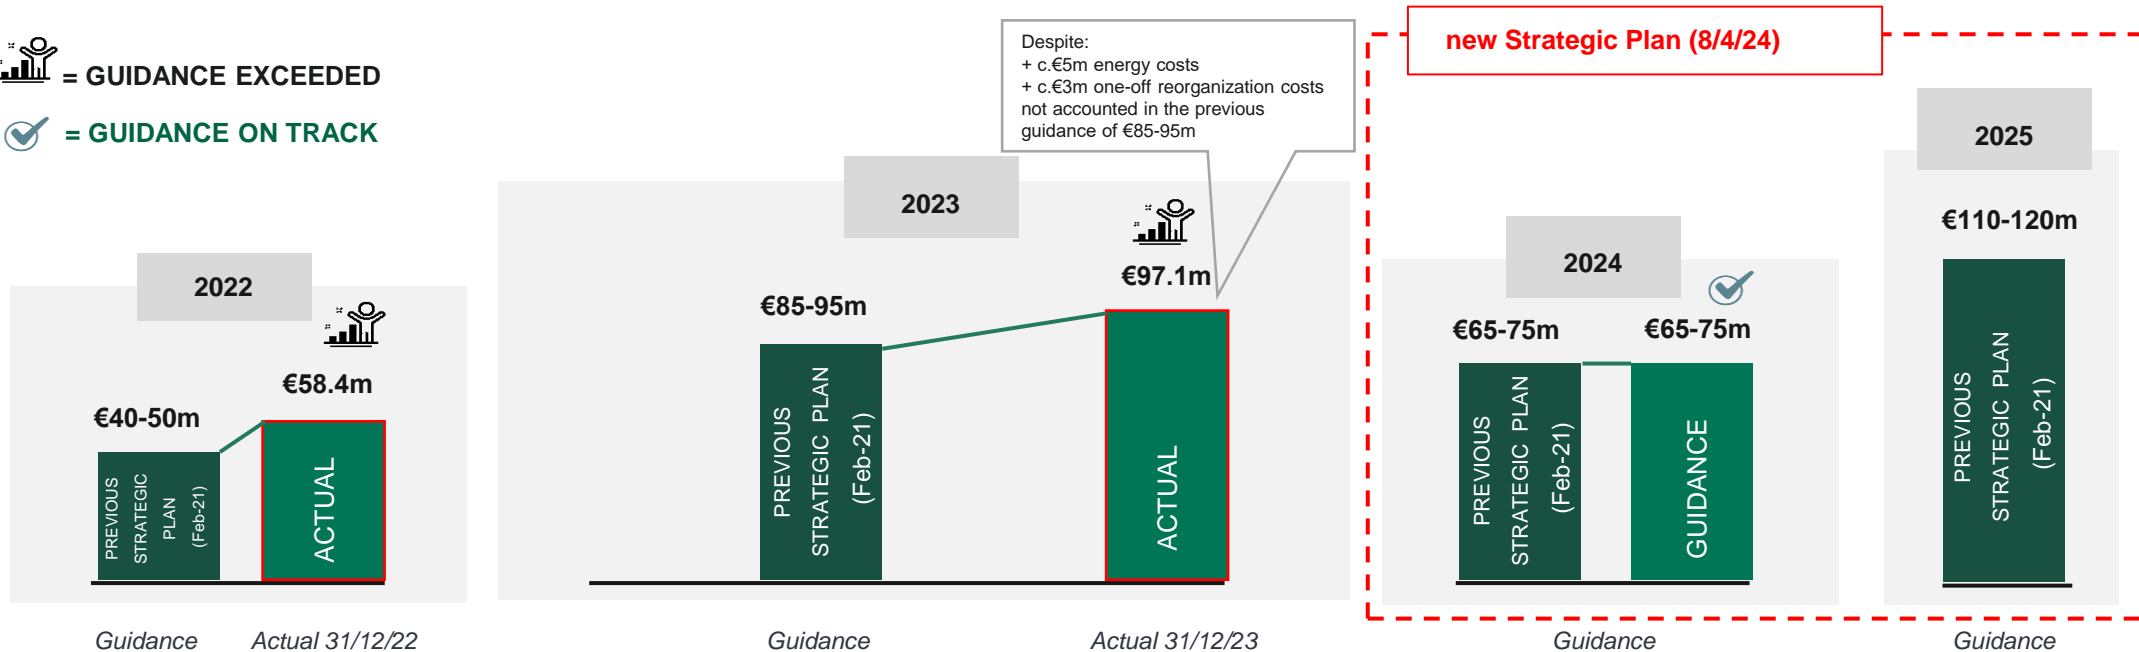 = GUIDANCE EXCEEDED
= GUIDANCE ON TRACK
Despite:
+ c.€5m energy costs
+ c.€3m one-off reorganization costs
not accounted in the previous
guidance of €85-95m
new Strategic Plan (8/4/24)
2022
€40-50m
€58.4m
PREVIOUS
STRATEGIC
PLAN
(Feb-21)
ACTUAL
Guidance
Actual 31/12/22
2023
€85-95m
€97.1m
PREVIOUS
STRATEGIC PLAN
(Feb-21)
ACTUAL
Guidance
Actual 31/12/23
2024
€65-75m
€65-75m
PREVIOUS
STRATEGIC PLAN
(Feb-21)
GUIDANCE
Guidance
2025
€110-120m
PREVIOUS
STRATEGIC PLAN
(Feb-21)
Guidance